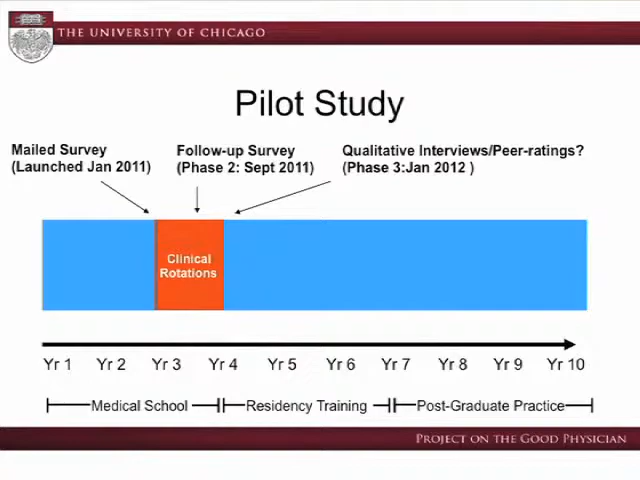 THE UNIVERSITY OF CHICAGO
Pilot Study
Mailed Survey
(Launched Jan 2011)
Follow-up Survey
(Phase 2: Sept 2011)
Qualitative Interviews/Peer-ratings?
(Phase 3:Jan 2012 )
Clinical
Rotations
Yr 1 Yr 2 Yr 3 Yr 4 Yr 5 Yr 6 Yr 7 Yr 8 Yr 9 Yr 10
Medical School Residency Training Post-Graduate Practice
PROJECT ON THE GOOD PHYSICIAN